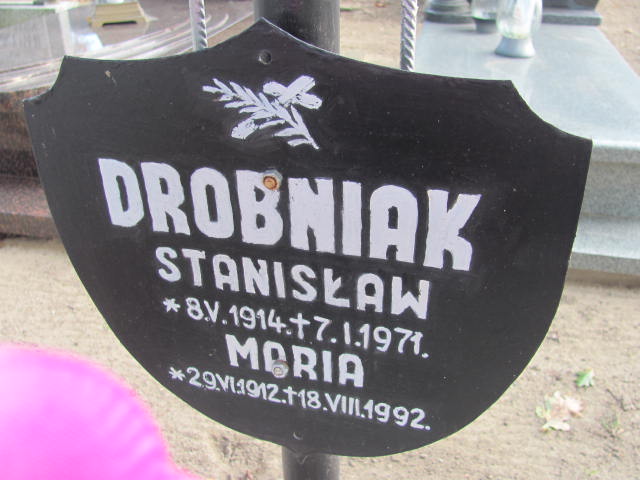 DROBNIAK
STANISŁAW
* 8.V.1914.✝7.I.1971.
MARIA
*29.VI.1912.✝18.VIII.1992.